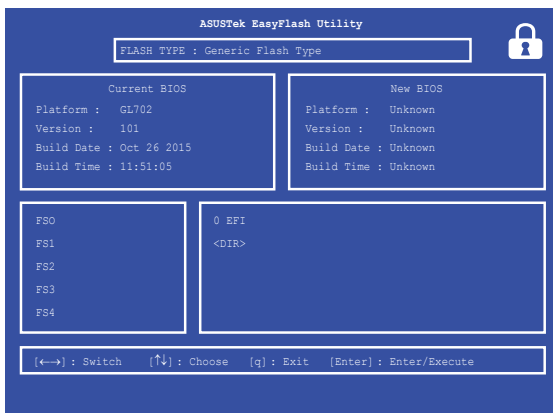 ASUSTek EasyFlash Utility
FLASH TYPE : Generic Flash Type
Current BIOS
Platform : GL702
Version : 101
Build Date : Oct 26 2015
Build Time : 11:51:05
New BIOS
Platform : Unknown
Version : Unknown
Build Date : Unknown
Build Time : Unknown
FSO
FS1
FS2
FS3
FS4
0 EFI
<DIR>
[←→] : Switch [↑↓] : Choose [q] : Exit [Enter] : Enter/Execute